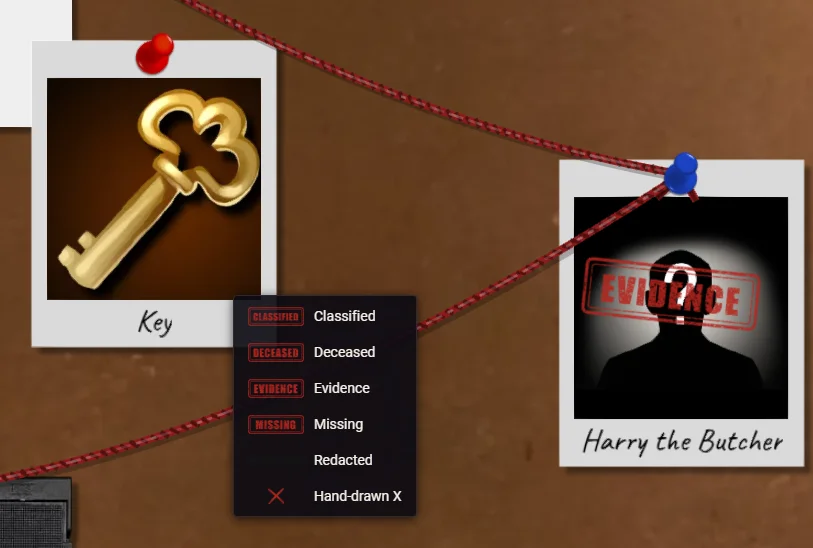 Key
CLASSIFIED Classified
DECEASED Deceased
EVIDENCE Evidence
MISSING Missing
Redacted
Hand-drawn X
?
EVIDENCE
Harry the Butcher